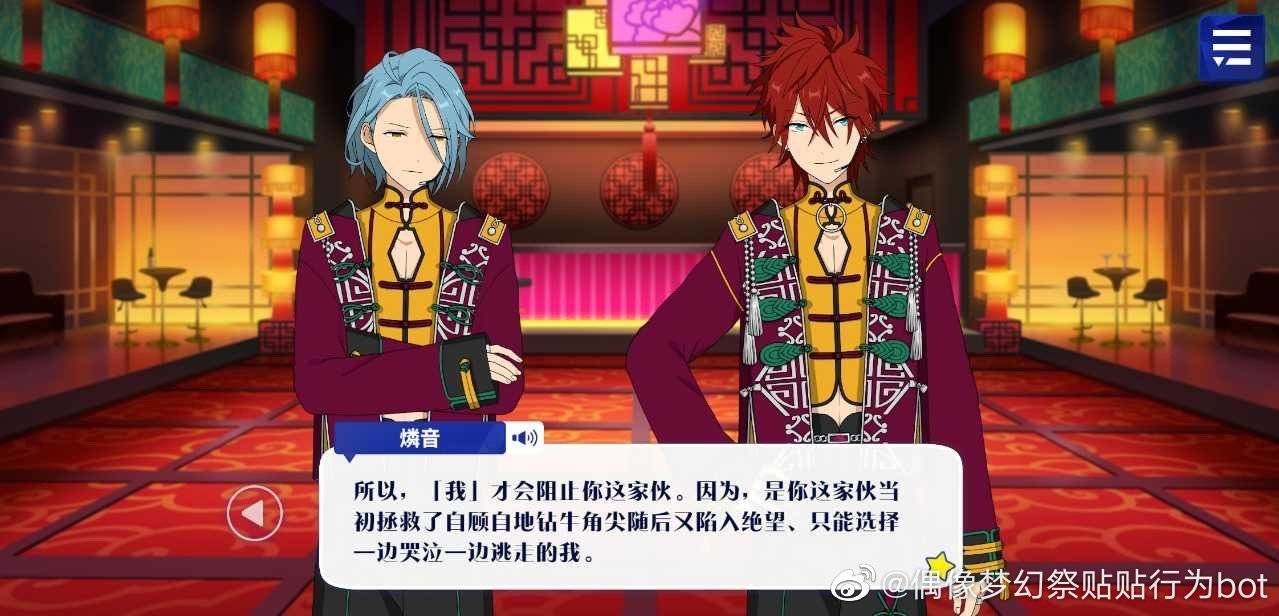 燐音
所以，「我」才会阻止你这家伙。因为，是你这家伙当
初拯救了自顾自地钻牛角尖随后又陷入绝望、只能选择
一边哭泣一边逃走的我。
@偶像梦幻祭贴贴行为bot